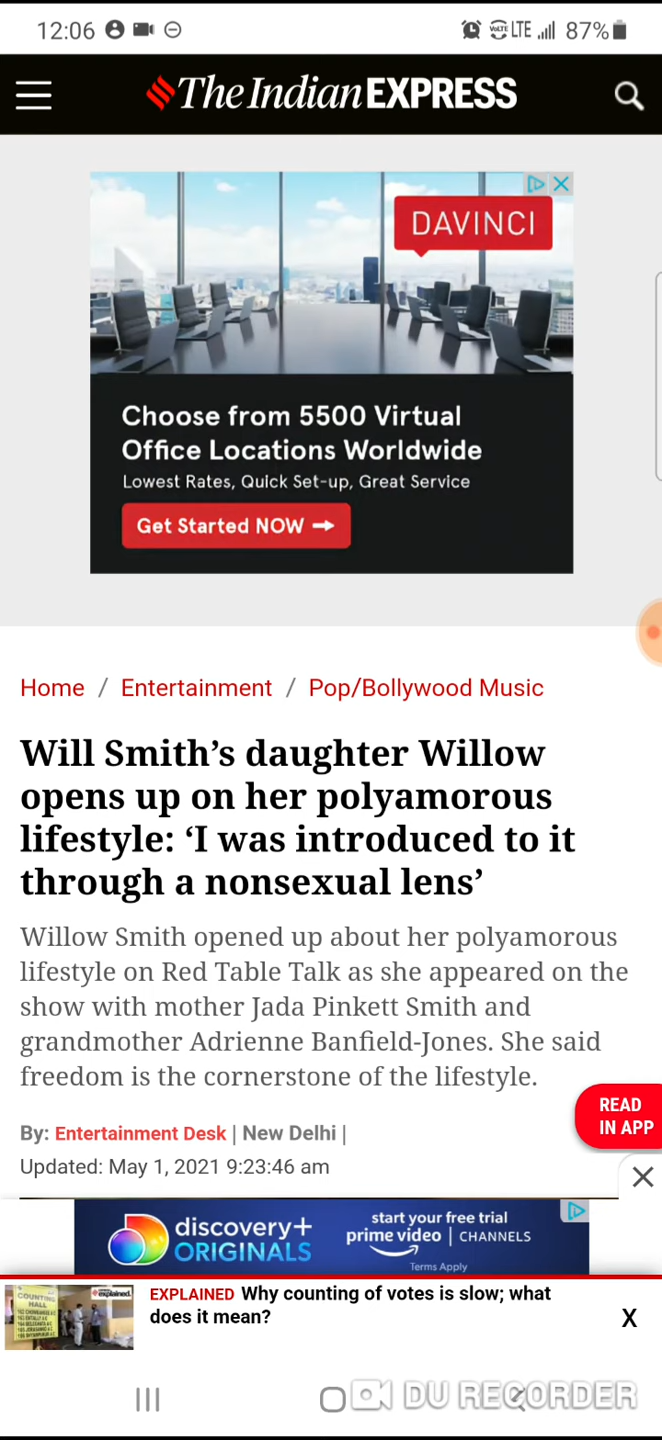 12:06
VoLTE LTE 87%
The Indian EXPRESS
DAVINCI
Choose from 5500 Virtual
Office Locations Worldwide
Lowest Rates, Quick Set-up, Great Service
Get Started NOW →
Home / Entertainment / Pop/Bollywood Music
Will Smith’s daughter Willow
opens up on her polyamorous
lifestyle: ‘I was introduced to it
through a nonsexual lens’
Willow Smith opened up about her polyamorous
lifestyle on Red Table Talk as she appeared on the
show with mother Jada Pinkett Smith and
grandmother Adrienne Banfield-Jones. She said
freedom is the cornerstone of the lifestyle.
READ
IN APP
By: Entertainment Desk | New Delhi |
Updated: May 1, 2021 9:23:46 am
discovery+
ORIGINALS
start your free trial
prime video | CHANNELS
Terms Apply
COUNTING
HALL
explained.
EXPLAINED Why counting of votes is slow; what
does it mean?
X
DU RECORDER